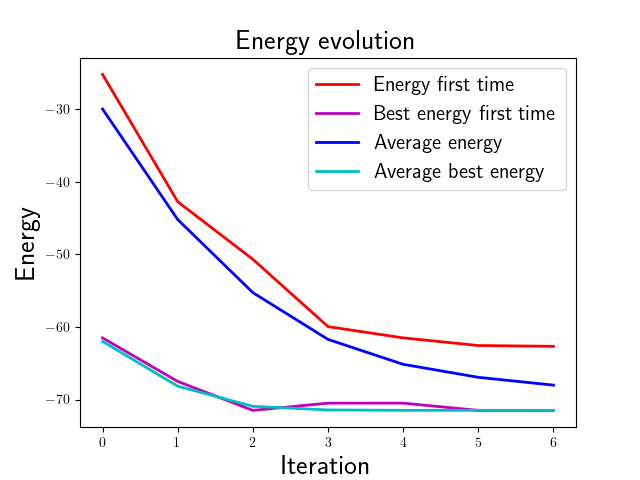 Energy evolution
Energy first time
Best energy first time
Average energy
Average best energy
Energy
−30
−40
−50
−60
−70
0 1 2 3 4 5 6
Iteration